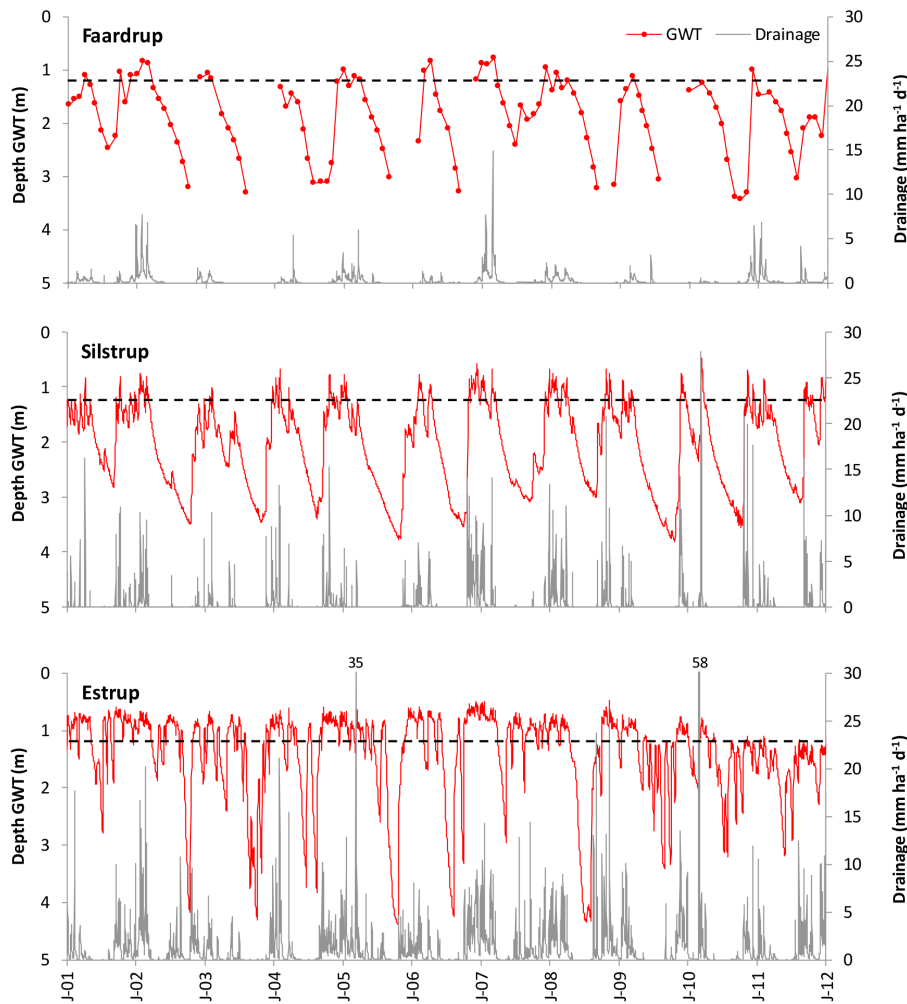 Faardrup
GWT
Drainage
Depth GWT (m)
0
1
2
3
4
5
Drainage (mm ha⁻¹ d⁻¹)
30
25
20
15
10
5
0
Silstrup
Depth GWT (m)
0
1
2
3
4
5
Drainage (mm ha⁻¹ d⁻¹)
30
25
20
15
10
5
0
35
58
Estrup
Depth GWT (m)
0
1
2
3
4
5
Drainage (mm ha⁻¹ d⁻¹)
30
25
20
15
10
5
0
J-01
J-02
J-03
J-04
J-05
J-06
J-07
J-08
J-09
J-10
J-11
J-12